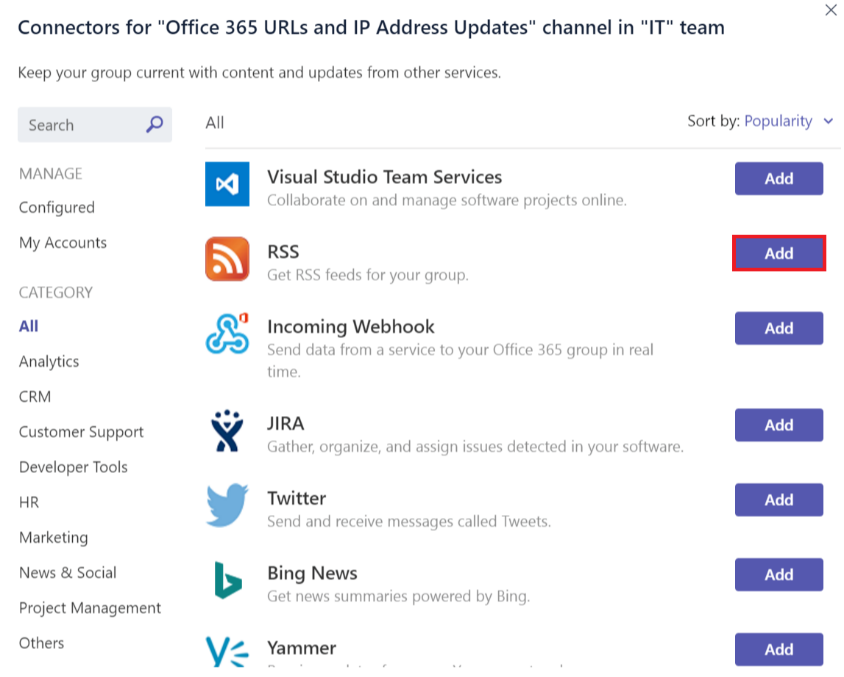 Connectors for "Office 365 URLs and IP Address Updates" channel in "IT" team
Keep your group current with content and updates from other services.
Search
All
Sort by: Popularity
MANAGE
Configured
My Accounts
CATEGORY
All
Analytics
CRM
Customer Support
Developer Tools
HR
Marketing
News & Social
Project Management
Others
Visual Studio Team Services
Collaborate on and manage software projects online.
Add
RSS
Get RSS feeds for your group.
Add
Incoming Webhook
Send data from a service to your Office 365 group in real
time.
Add
JIRA
Gather, organize, and assign issues detected in your software.
Add
Twitter
Send and receive messages called Tweets.
Add
Bing News
Get news summaries powered by Bing.
Add
Yammer
Add